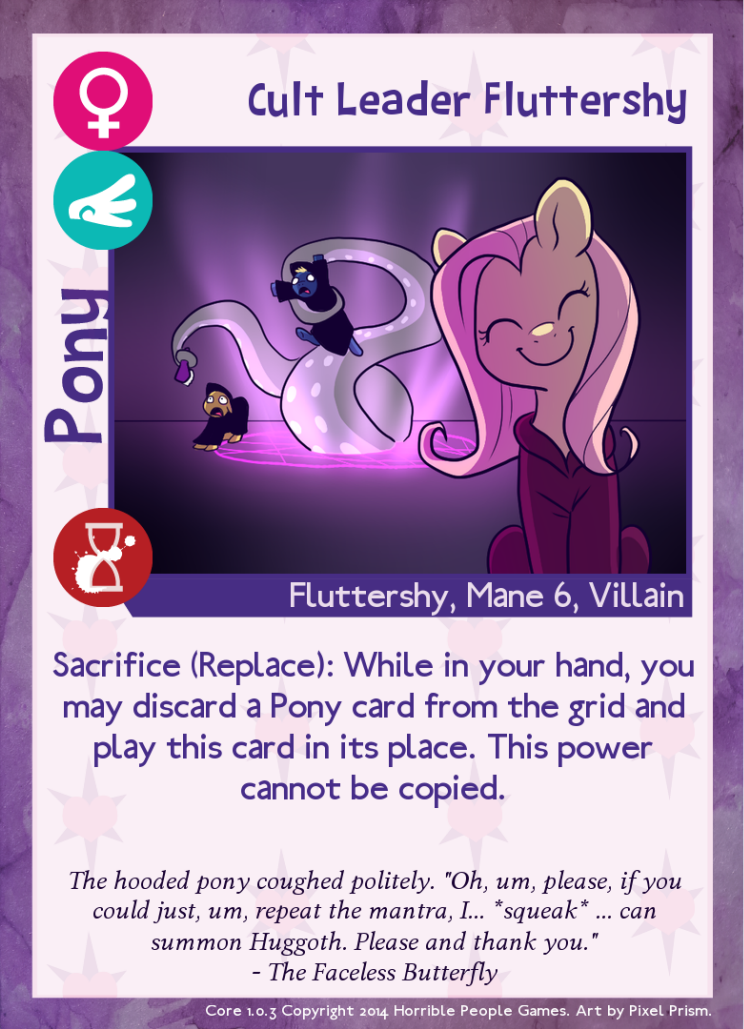 Cult Leader Fluttershy
Pony
Fluttershy, Mane 6, Villain
Sacrifice (Replace): While in your hand, you
may discard a Pony card from the grid and
play this card in its place. This power
cannot be copied.
The hooded pony coughed politely. "Oh, um, please, if you
could just, um, repeat the mantra, I... *squeak* ... can
summon Huggoth. Please and thank you."
- The Faceless Butterfly
Core 1.0.3 Copyright 2014 Horrible People Games. Art by Pixel Prism.